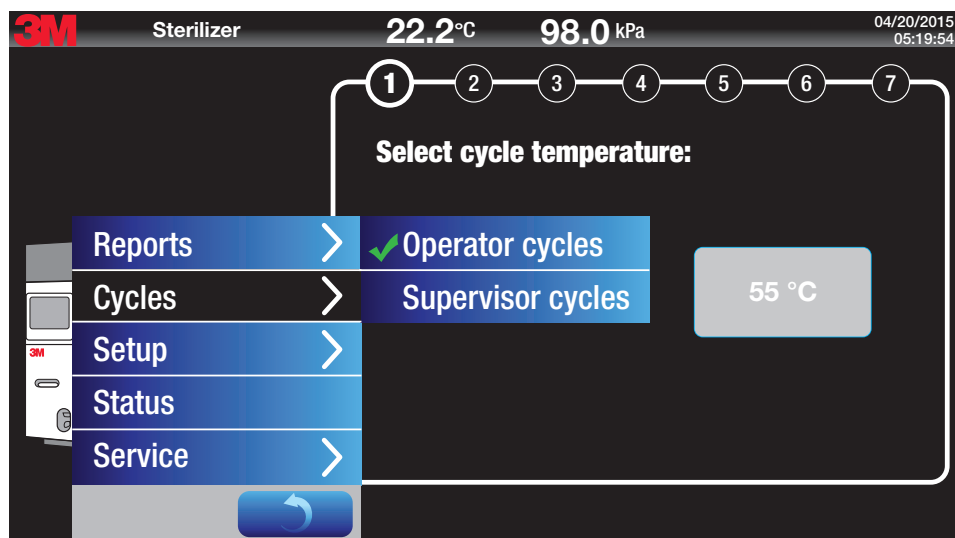 3M Sterilizer 22.2°C 98.0 kPa 04/20/2015
05:19:54
1 2 3 4 5 6 7
Select cycle temperature:
Reports
Operator cycles
Cycles
Supervisor cycles
55 °C
Setup
3M
Status
Service